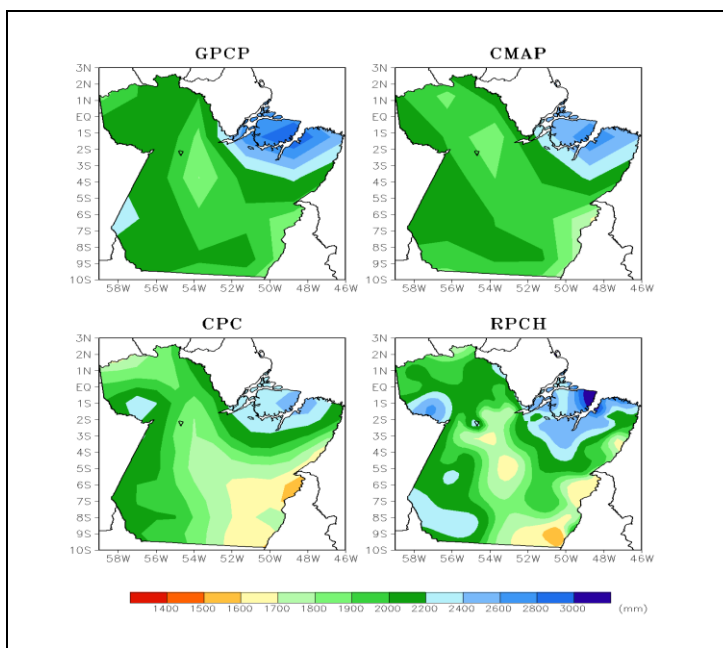 GPCP
CMAP
3N
2N
1N
EQ
1S
2S
3S
4S
5S
6S
7S
8S
9S
10S
58W 56W 54W 52W 50W 48W 46W
3N
2N
1N
EQ
1S
2S
3S
4S
5S
6S
7S
8S
9S
10S
58W 56W 54W 52W 50W 48W 46W
CPC
RPCH
3N
2N
1N
EQ
1S
2S
3S
4S
5S
6S
7S
8S
9S
10S
58W 56W 54W 52W 50W 48W 46W
3N
2N
1N
EQ
1S
2S
3S
4S
5S
6S
7S
8S
9S
10S
58W 56W 54W 52W 50W 48W 46W
1400 1500 1600 1700 1800 1900 2000 2200 2400 2600 2800 3000 (mm)